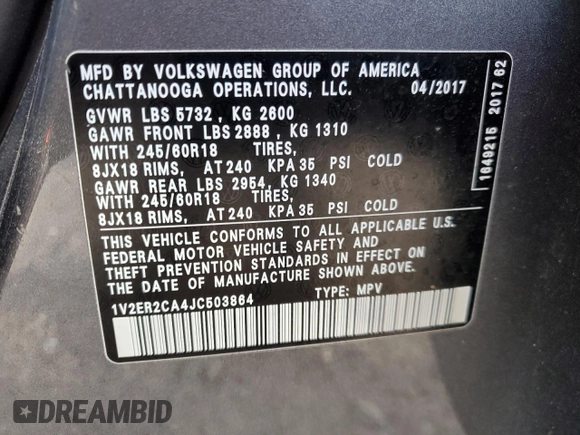 MFD BY VOLKSWAGEN GROUP OF AMERICA
CHATTANOOGA OPERATIONS, LLC. 04/2017
GVWR LBS 5732 , KG 2600
GAWR FRONT LBS 2888 , KG 1310
WITH 245/60R18 TIRES,
8JX18 RIMS, AT 240 KPA 35 PSI COLD
GAWR REAR LBS 2954, KG 1340
WITH 245/60R18 TIRES,
8JX18 RIMS, AT 240 KPA 35 PSI COLD
THIS VEHICLE CONFORMS TO ALL APPLICABLE U.S.
FEDERAL MOTOR VEHICLE SAFETY AND
THEFT PREVENTION STANDARDS IN EFFECT ON
THE DATE OF MANUFACTURE SHOWN ABOVE.
1V2ER2CA4JC503864 TYPE: MPV
1649215 2017 62
DREAMBID